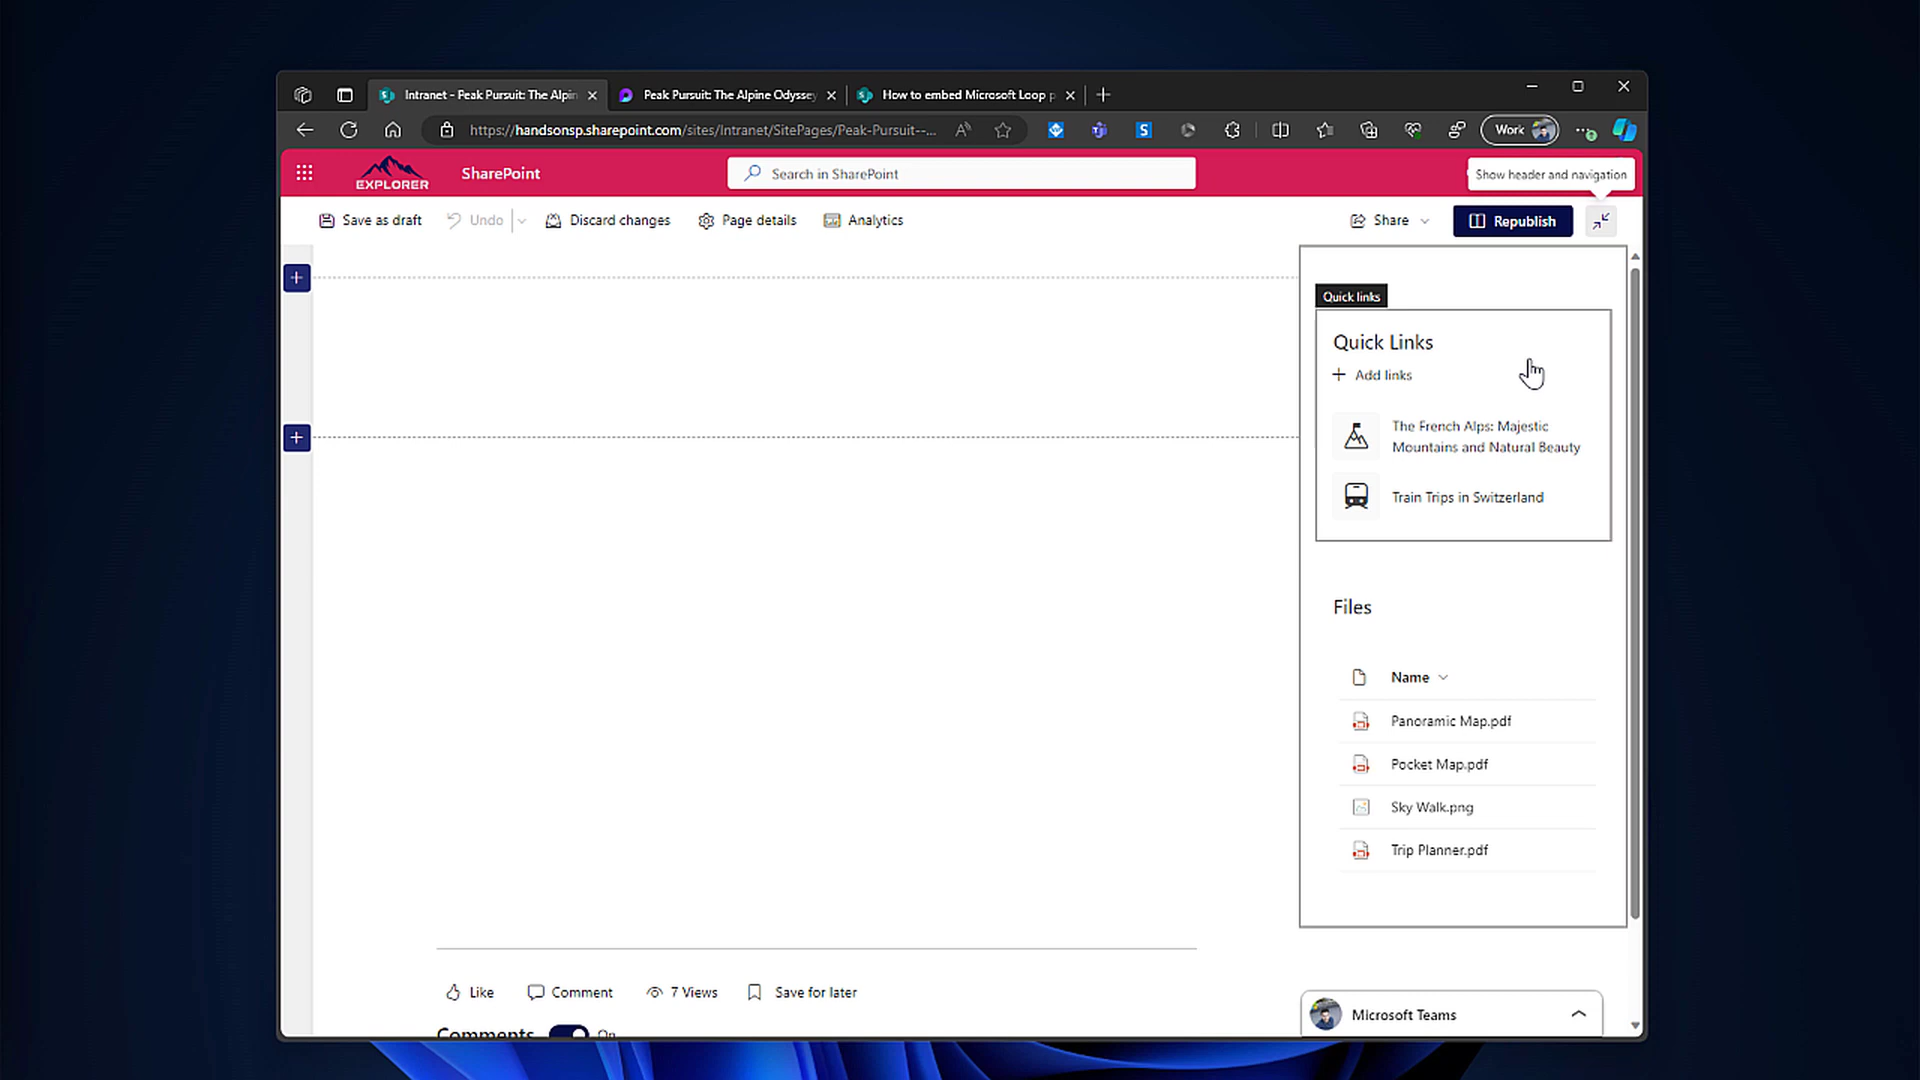 Intranet - Peak Pursuit: The Alpin
Peak Pursuit: The Alpine Odyssey
How to embed Microsoft Loop p
https://handsonsp.sharepoint.com/sites/Intranet/SitePages/Peak-Pursuit--...
Work
EXPLORER
SharePoint
Search in SharePoint
Show header and navigation
Save as draft
Undo
Discard changes
Page details
Analytics
Share
Republish
Quick links
Quick Links
Add links
The French Alps: Majestic
Mountains and Natural Beauty
Train Trips in Switzerland
Files
Name
Panoramic Map.pdf
Pocket Map.pdf
Sky Walk.png
Trip Planner.pdf
Like
Comment
7 Views
Save for later
Microsoft Teams
Comments
On